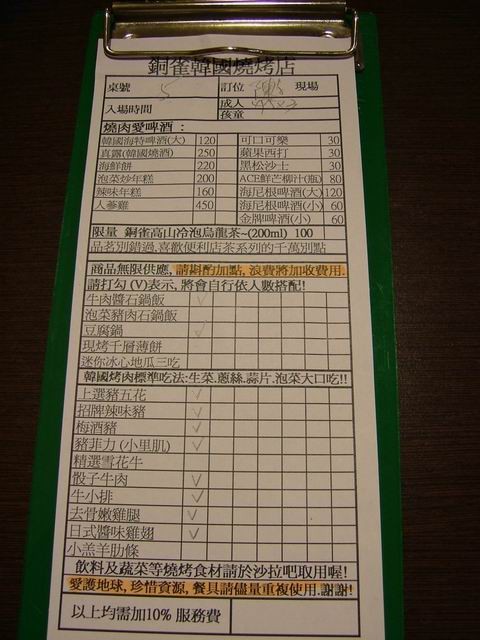 銅雀韓國燒烤店
桌號 5 訂位 現場
入場時間 成人
孩童
燒肉愛啤酒:
韓國海特啤酒(大) 120 可口可樂 30
真露(韓國燒酒) 250 蘋果西打 30
海鮮餅 220 黑松沙士 30
泡菜炒年糕 200 ACE鮮芒柳汁(瓶) 80
辣味年糕 160 海尼根啤酒(大) 120
人蔘雞 450 海尼根啤酒(小) 60
金牌啤酒(小) 60
限量 銅雀高山冷泡烏龍茶~(200ml) 100
品茗別錯過,喜歡便利店茶系列的千萬別點
商品無限供應, 請斟酌加點, 浪費將加收費用.
請打勾 (V)表示, 將會自行依人數搭配!
牛肉醬石鍋飯 ✓
泡菜豬肉石鍋飯
豆腐鍋 ✓
現烤千層薄餅
迷你冰心地瓜三吃
韓國烤肉標準吃法:生菜.蔥絲.蒜片.泡菜大口吃!!
上選豬五花 ✓
招牌辣味豬 ✓
梅酒豬 ✓
豬菲力 (小里肌) ✓
精選雪花牛
骰子牛肉 ✓
牛小排 ✓
去骨嫩雞腿 ✓
日式醬味雞翅 ✓
小羔羊肋條
飲料及蔬菜等燒烤食材請於沙拉吧取用喔!
愛護地球, 珍惜資源, 餐具請儘量重複使用.謝謝!
以上均需加10% 服務費